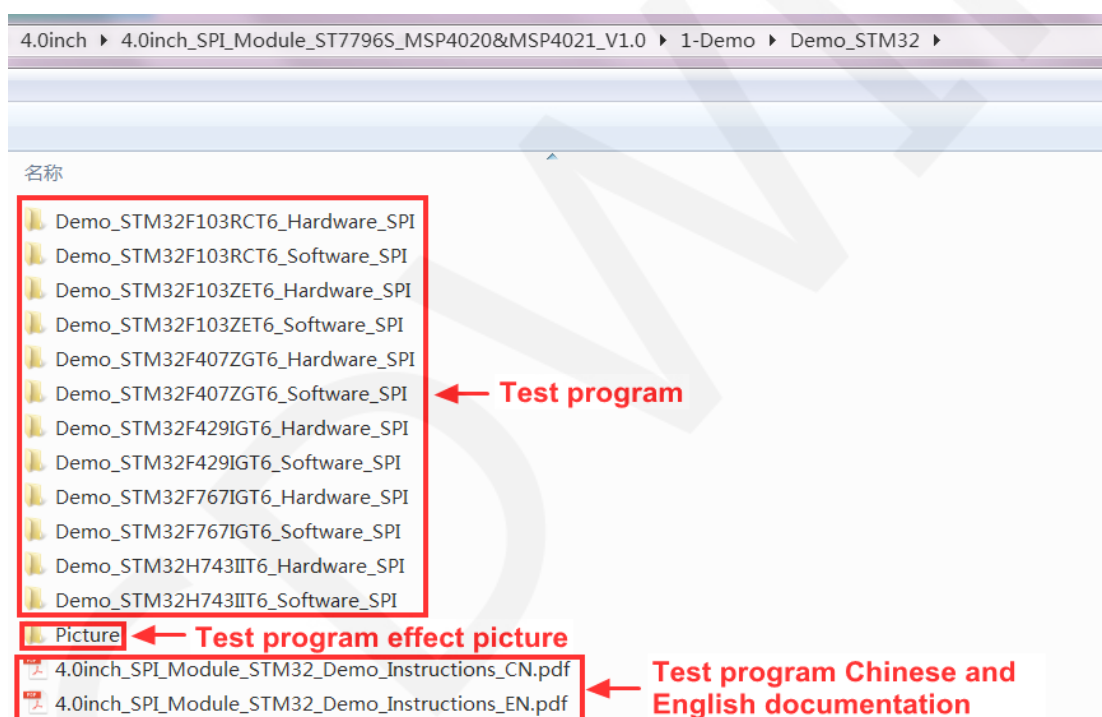 4.0inch ▸ 4.0inch_SPI_Module_ST7796S_MSP4020&MSP4021_V1.0 ▸ 1-Demo ▸ Demo_STM32 ▸
名称
Demo_STM32F103RCT6_Hardware_SPI
Demo_STM32F103RCT6_Software_SPI
Demo_STM32F103ZET6_Hardware_SPI
Demo_STM32F103ZET6_Software_SPI
Demo_STM32F407ZGT6_Hardware_SPI
Demo_STM32F407ZGT6_Software_SPI
Test program
Demo_STM32F429IGT6_Hardware_SPI
Demo_STM32F429IGT6_Software_SPI
Demo_STM32F767IGT6_Hardware_SPI
Demo_STM32F767IGT6_Software_SPI
Demo_STM32H743IIT6_Hardware_SPI
Demo_STM32H743IIT6_Software_SPI
Picture
Test program effect picture
4.0inch_SPI_Module_STM32_Demo_Instructions_CN.pdf
4.0inch_SPI_Module_STM32_Demo_Instructions_EN.pdf
Test program Chinese and
English documentation